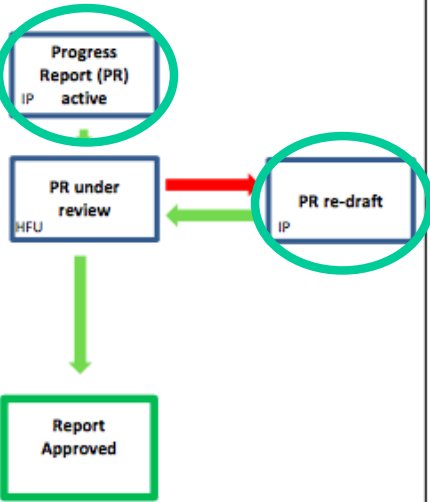 Progress
Report (PR)
active
IP
PR under
review
HFU
PR re-draft
IP
Report
Approved